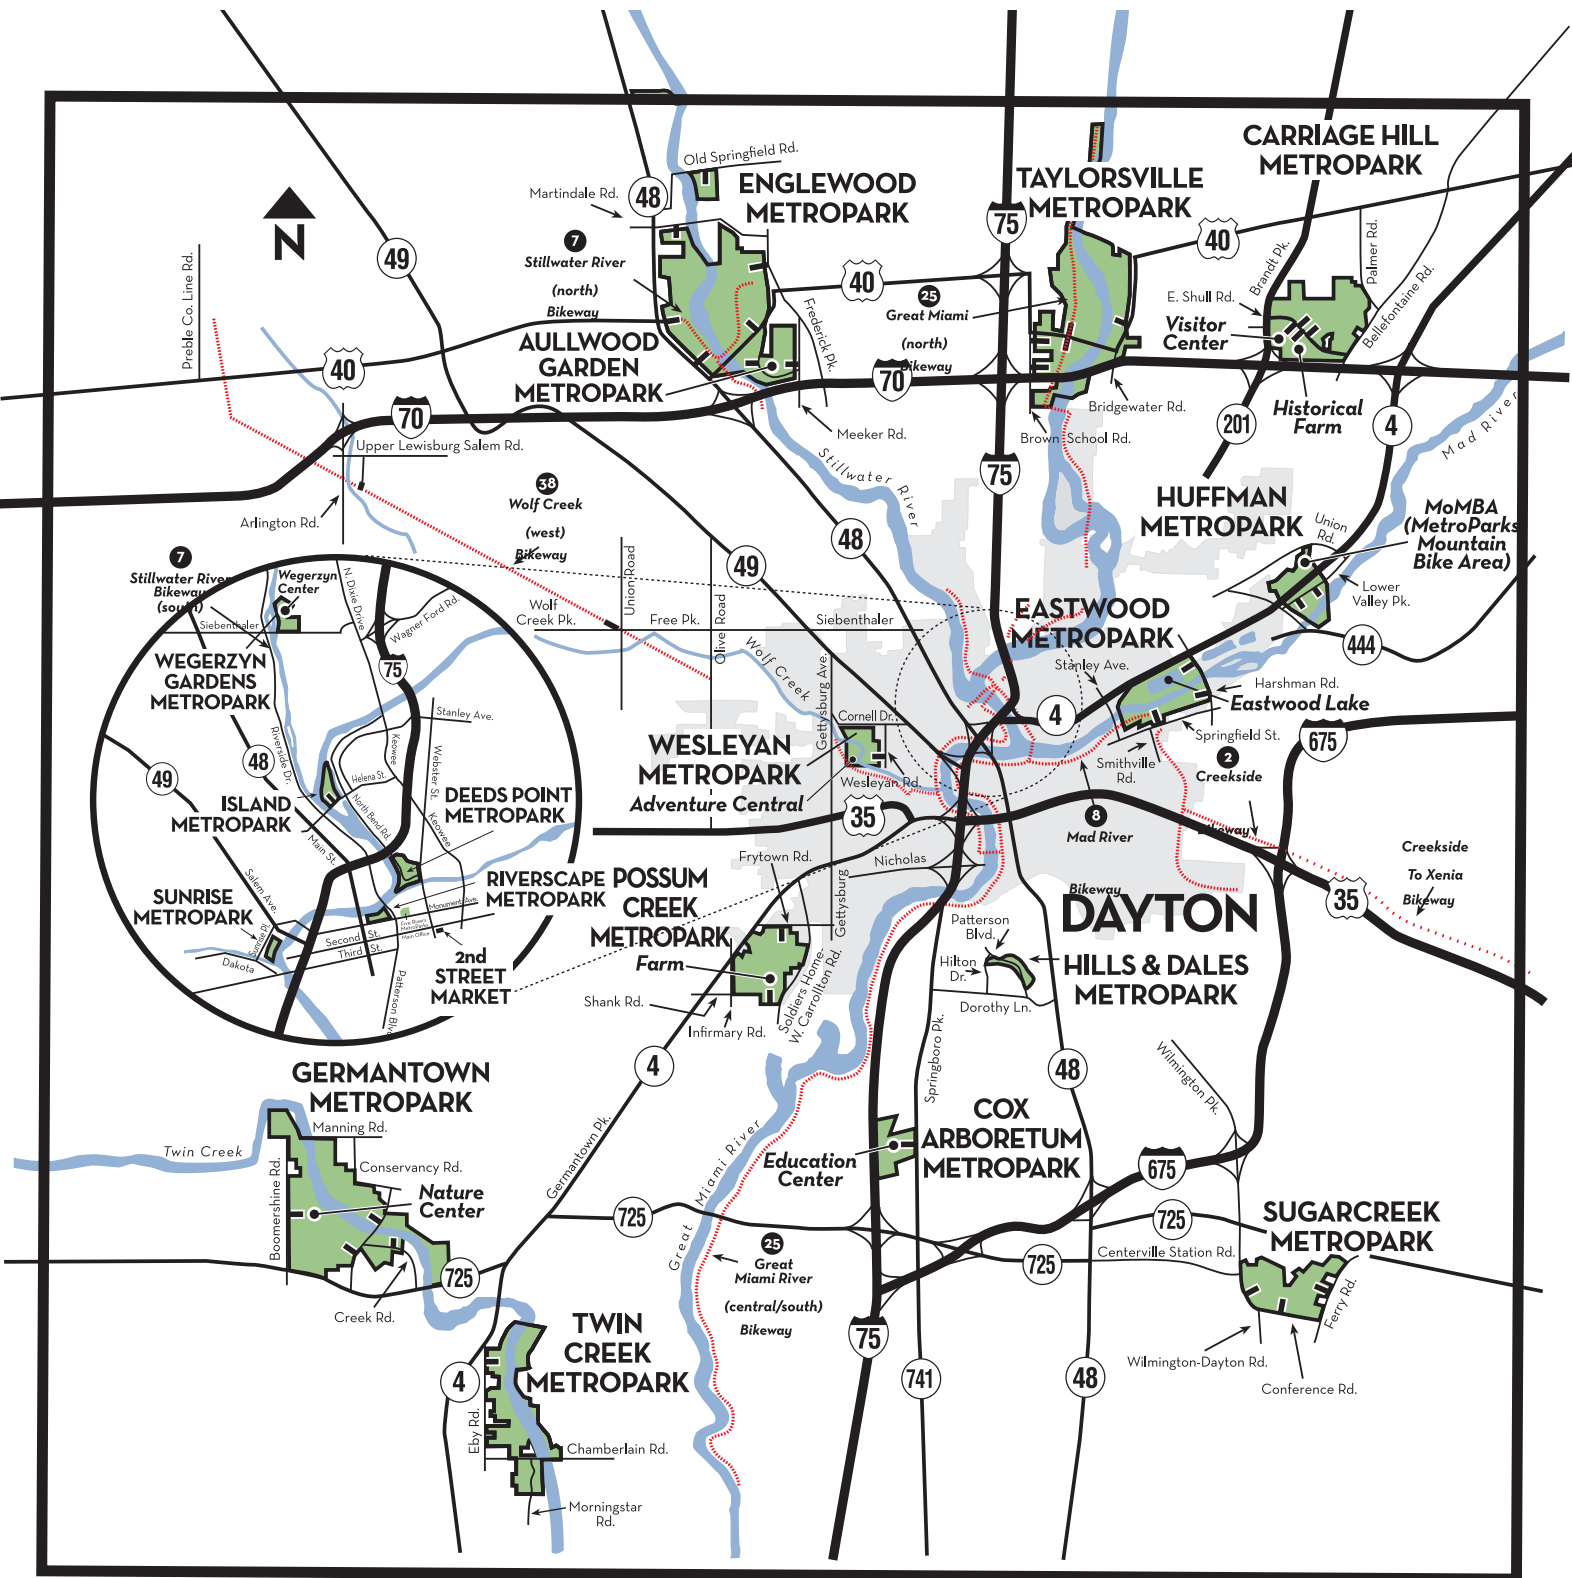 CARRIAGE HILL
METROPARK
Old Springfield Rd.
Martindale Rd.
48
ENGLEWOOD
METROPARK
TAYLORSVILLE
METROPARK
75
40
Palmer Rd.
Brandt Pk.
Bellefontaine Rd.
N
49
Preble Co. Line Rd.
7
Stillwater River
(north)
Bikeway
40
Frederick Pk.
25
Great Miami
(north)
Bikeway
E. Shull Rd.
Visitor
Center
AULLWOOD
GARDEN
METROPARK
40
70
70
Bridgewater Rd.
Historical
Farm
201
4
Mad River
Meeker Rd.
Brown School Rd.
Upper Lewisburg Salem Rd.
Stillwater River
75
Arlington Rd.
38
Wolf Creek
(west)
Bikeway
48
49
HUFFMAN
METROPARK
Union
Rd.
MoMBA
(MetroParks
Mountain
Bike Area)
Lower
Valley Pk.
444
7
Stillwater River
Bikeway
(south)
Wegerzyn
Center
N. Dixie Drive
Wagner Ford Rd.
Siebenthaler
75
WEGERZYN
GARDENS
METROPARK
Wolf
Creek Pk.
Union Road
Free Pk.
Olive Road
Siebenthaler
Wolf Creek
Gettysburg Ave.
EASTWOOD
METROPARK
Stanley Ave.
Harshman Rd.
Eastwood Lake
Springfield St.
Smithville
Rd.
4
675
2
Creekside
Bikeway
Cornell Dr.
WESLEYAN
METROPARK
Adventure Central
Wesleyan Rd.
35
8
Mad River
Bikeway
Creekside
To Xenia
Bikeway
35
Stanley Ave.
Riverside Dr.
48
49
Keowee
Webster St.
Helena St.
ISLAND
METROPARK
North Bend Rd.
DEEDS POINT
METROPARK
Keowee
Main St.
Salem Ave.
SUNRISE
METROPARK
Sunrise Pl.
RIVERSCAPE
METROPARK
Monument Ave.
Five Rivers
MetroParks
Main Office
Second St.
Third St.
Dakota
2nd
STREET
MARKET
Patterson Blvd.
Frytown Rd.
Nicholas
Gettysburg
POSSUM
CREEK
METROPARK
Farm
Shank Rd.
Infirmary Rd.
Soldiers Home-
W. Carrollton Rd.
DAYTON
Patterson
Blvd.
Hilton
Dr.
HILLS & DALES
METROPARK
Dorothy Ln.
Springboro Pk.
4
48
Wilmington Pk.
GERMANTOWN
METROPARK
Manning Rd.
Twin Creek
Conservancy Rd.
Boomershine Rd.
Nature
Center
Germantown Pk.
COX
ARBORETUM
METROPARK
Education
Center
675
Great Miami River
725
725
725
725
Centerville Station Rd.
SUGARCREEK
METROPARK
25
Great
Miami River
(central/south)
Bikeway
Creek Rd.
Ferry Rd.
Wilmington-Dayton Rd.
Conference Rd.
75
741
48
TWIN
CREEK
METROPARK
4
Eby Rd.
Chamberlain Rd.
Morningstar
Rd.